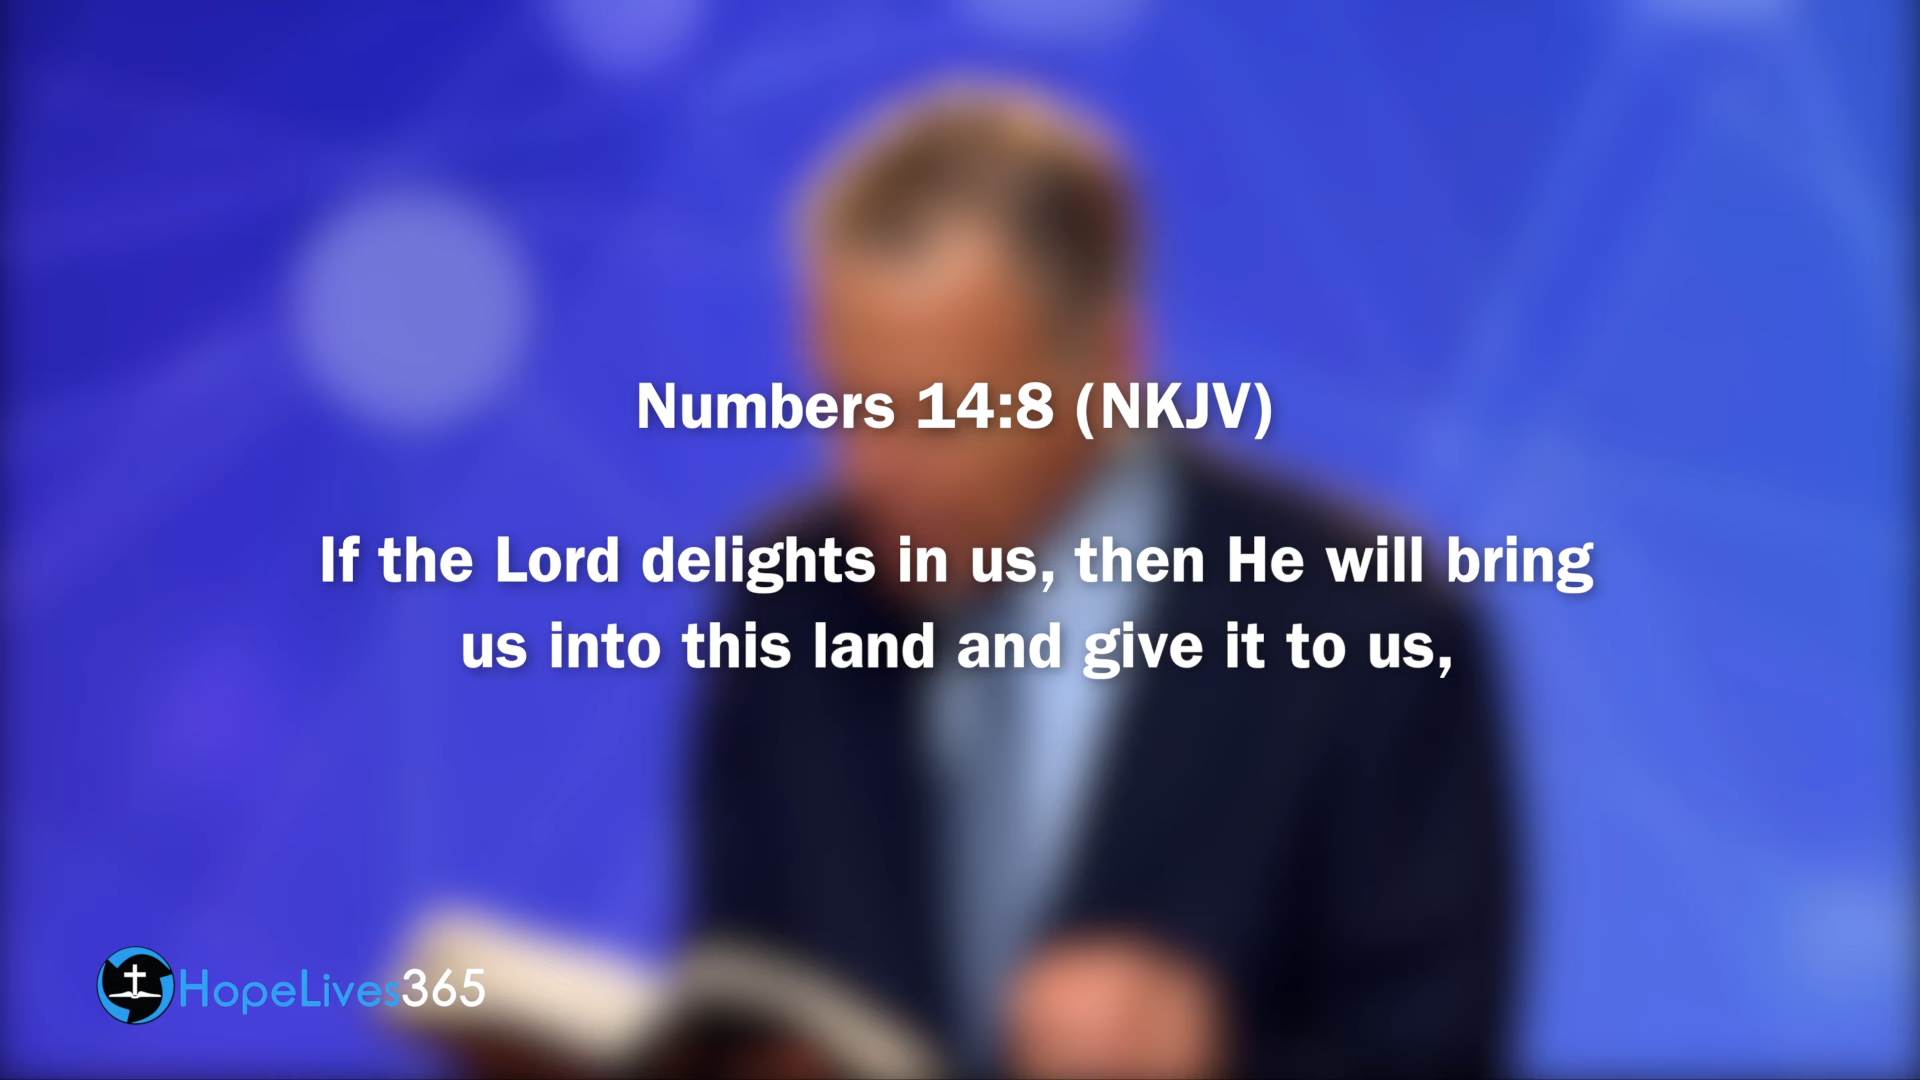 Numbers 14:8 (NKJV)
If the Lord delights in us, then He will bring
us into this land and give it to us,
HopeLives365